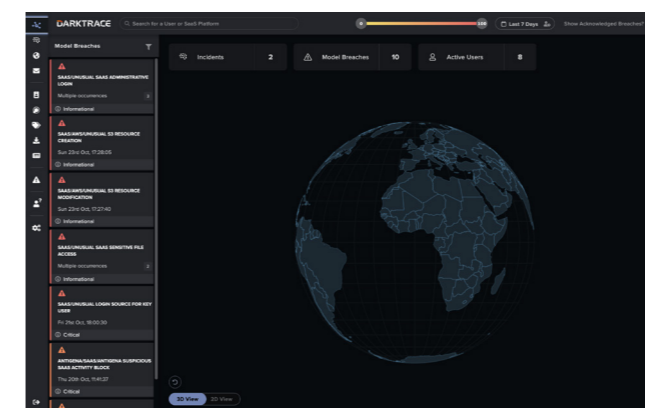 DARKTRACE
Search for a User or SaaS Platform
0
100
Last 7 Days
Show Acknowledged Breaches?
Model Breaches
Incidents 2
Model Breaches 10
Active Users 8
SAAS/UNUSUAL SAAS ADMINISTRATIVE
LOGIN
Multiple occurrences
Informational
SAAS/AWS/UNUSUAL S3 RESOURCE
CREATION
Sun 23rd Oct, 17:28:05
Informational
SAAS/AWS/UNUSUAL S3 RESOURCE
MODIFICATION
Sun 23rd Oct, 17:27:40
Informational
SAAS/UNUSUAL SAAS SENSITIVE FILE
ACCESS
Multiple occurrences 2
Informational
SAAS/UNUSUAL LOGIN SOURCE FOR KEY
USER
Fri 21st Oct, 18:00:30
Critical
ANTIGENA/SAAS/ANTIGENA SUSPICIOUS
SAAS ACTIVITY BLOCK
Thu 20th Oct, 11:41:37
Critical
3D View 2D View